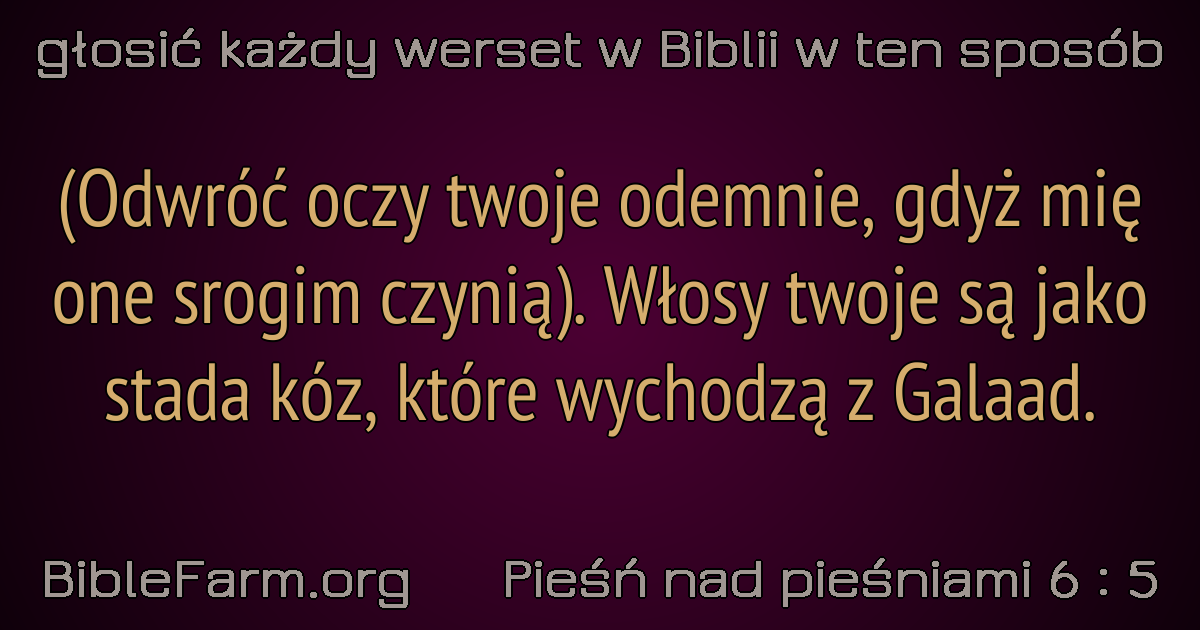 głosić każdy werset w Biblii w ten sposób
(Odwróć oczy twoje odemnie, gdyż mię
one srogim czynią). Włosy twoje są jako
stada kóz, które wychodzą z Galaad.
BibleFarm.org Pieśń nad pieśniami 6 : 5